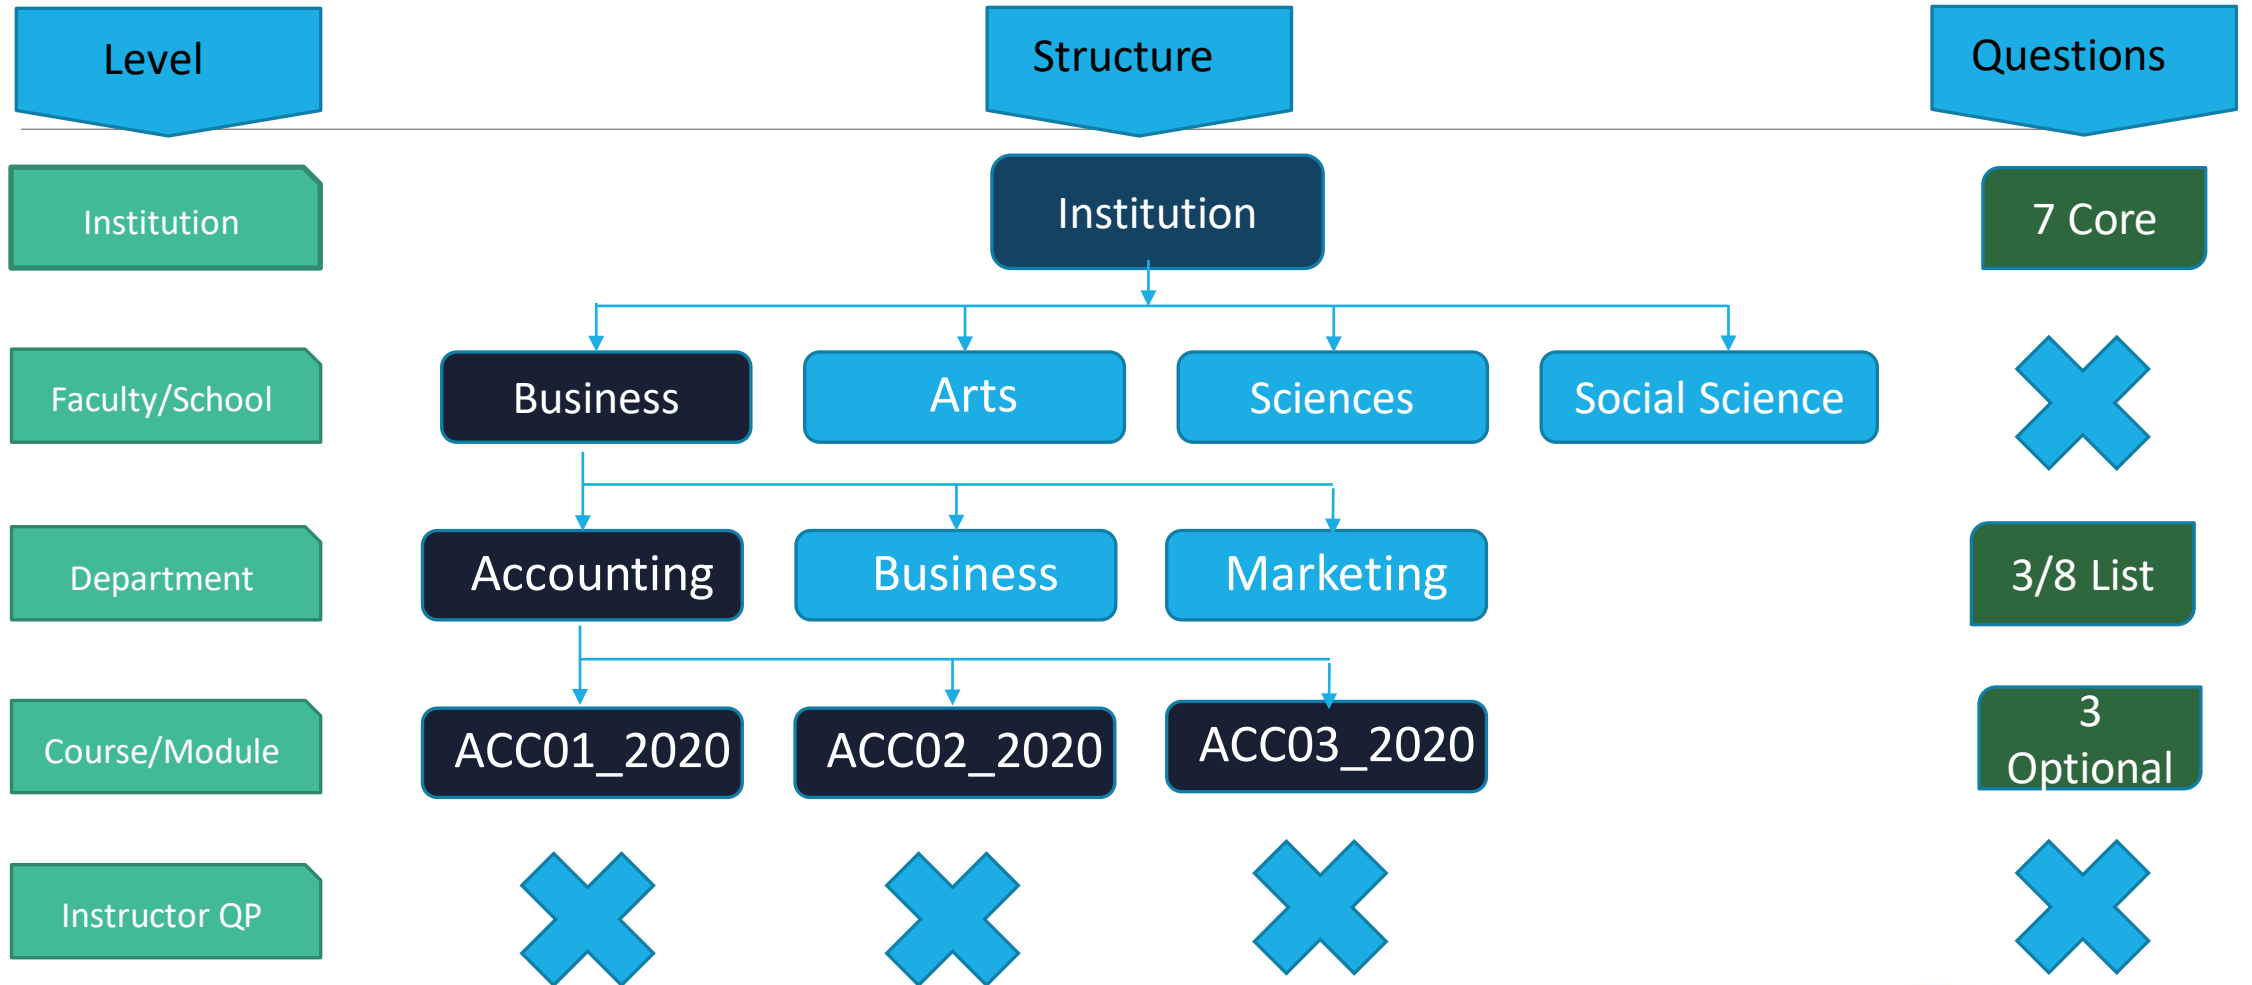 Level
Structure
Questions
Institution
Institution
7 Core
Faculty/School
Business
Arts
Sciences
Social Science
Department
Accounting
Business
Marketing
3/8 List
Course/Module
ACC01_2020
ACC02_2020
ACC03_2020
3
Optional
Instructor QP